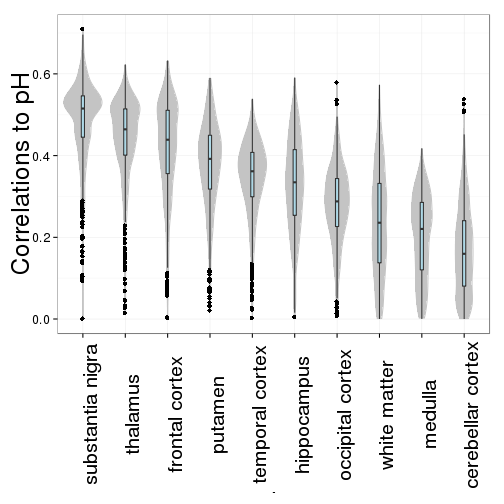 Correlations to pH
0.6
0.4
0.2
0.0
substantia nigra
thalamus
frontal cortex
putamen
temporal cortex
hippocampus
occipital cortex
white matter
medulla
cerebellar cortex